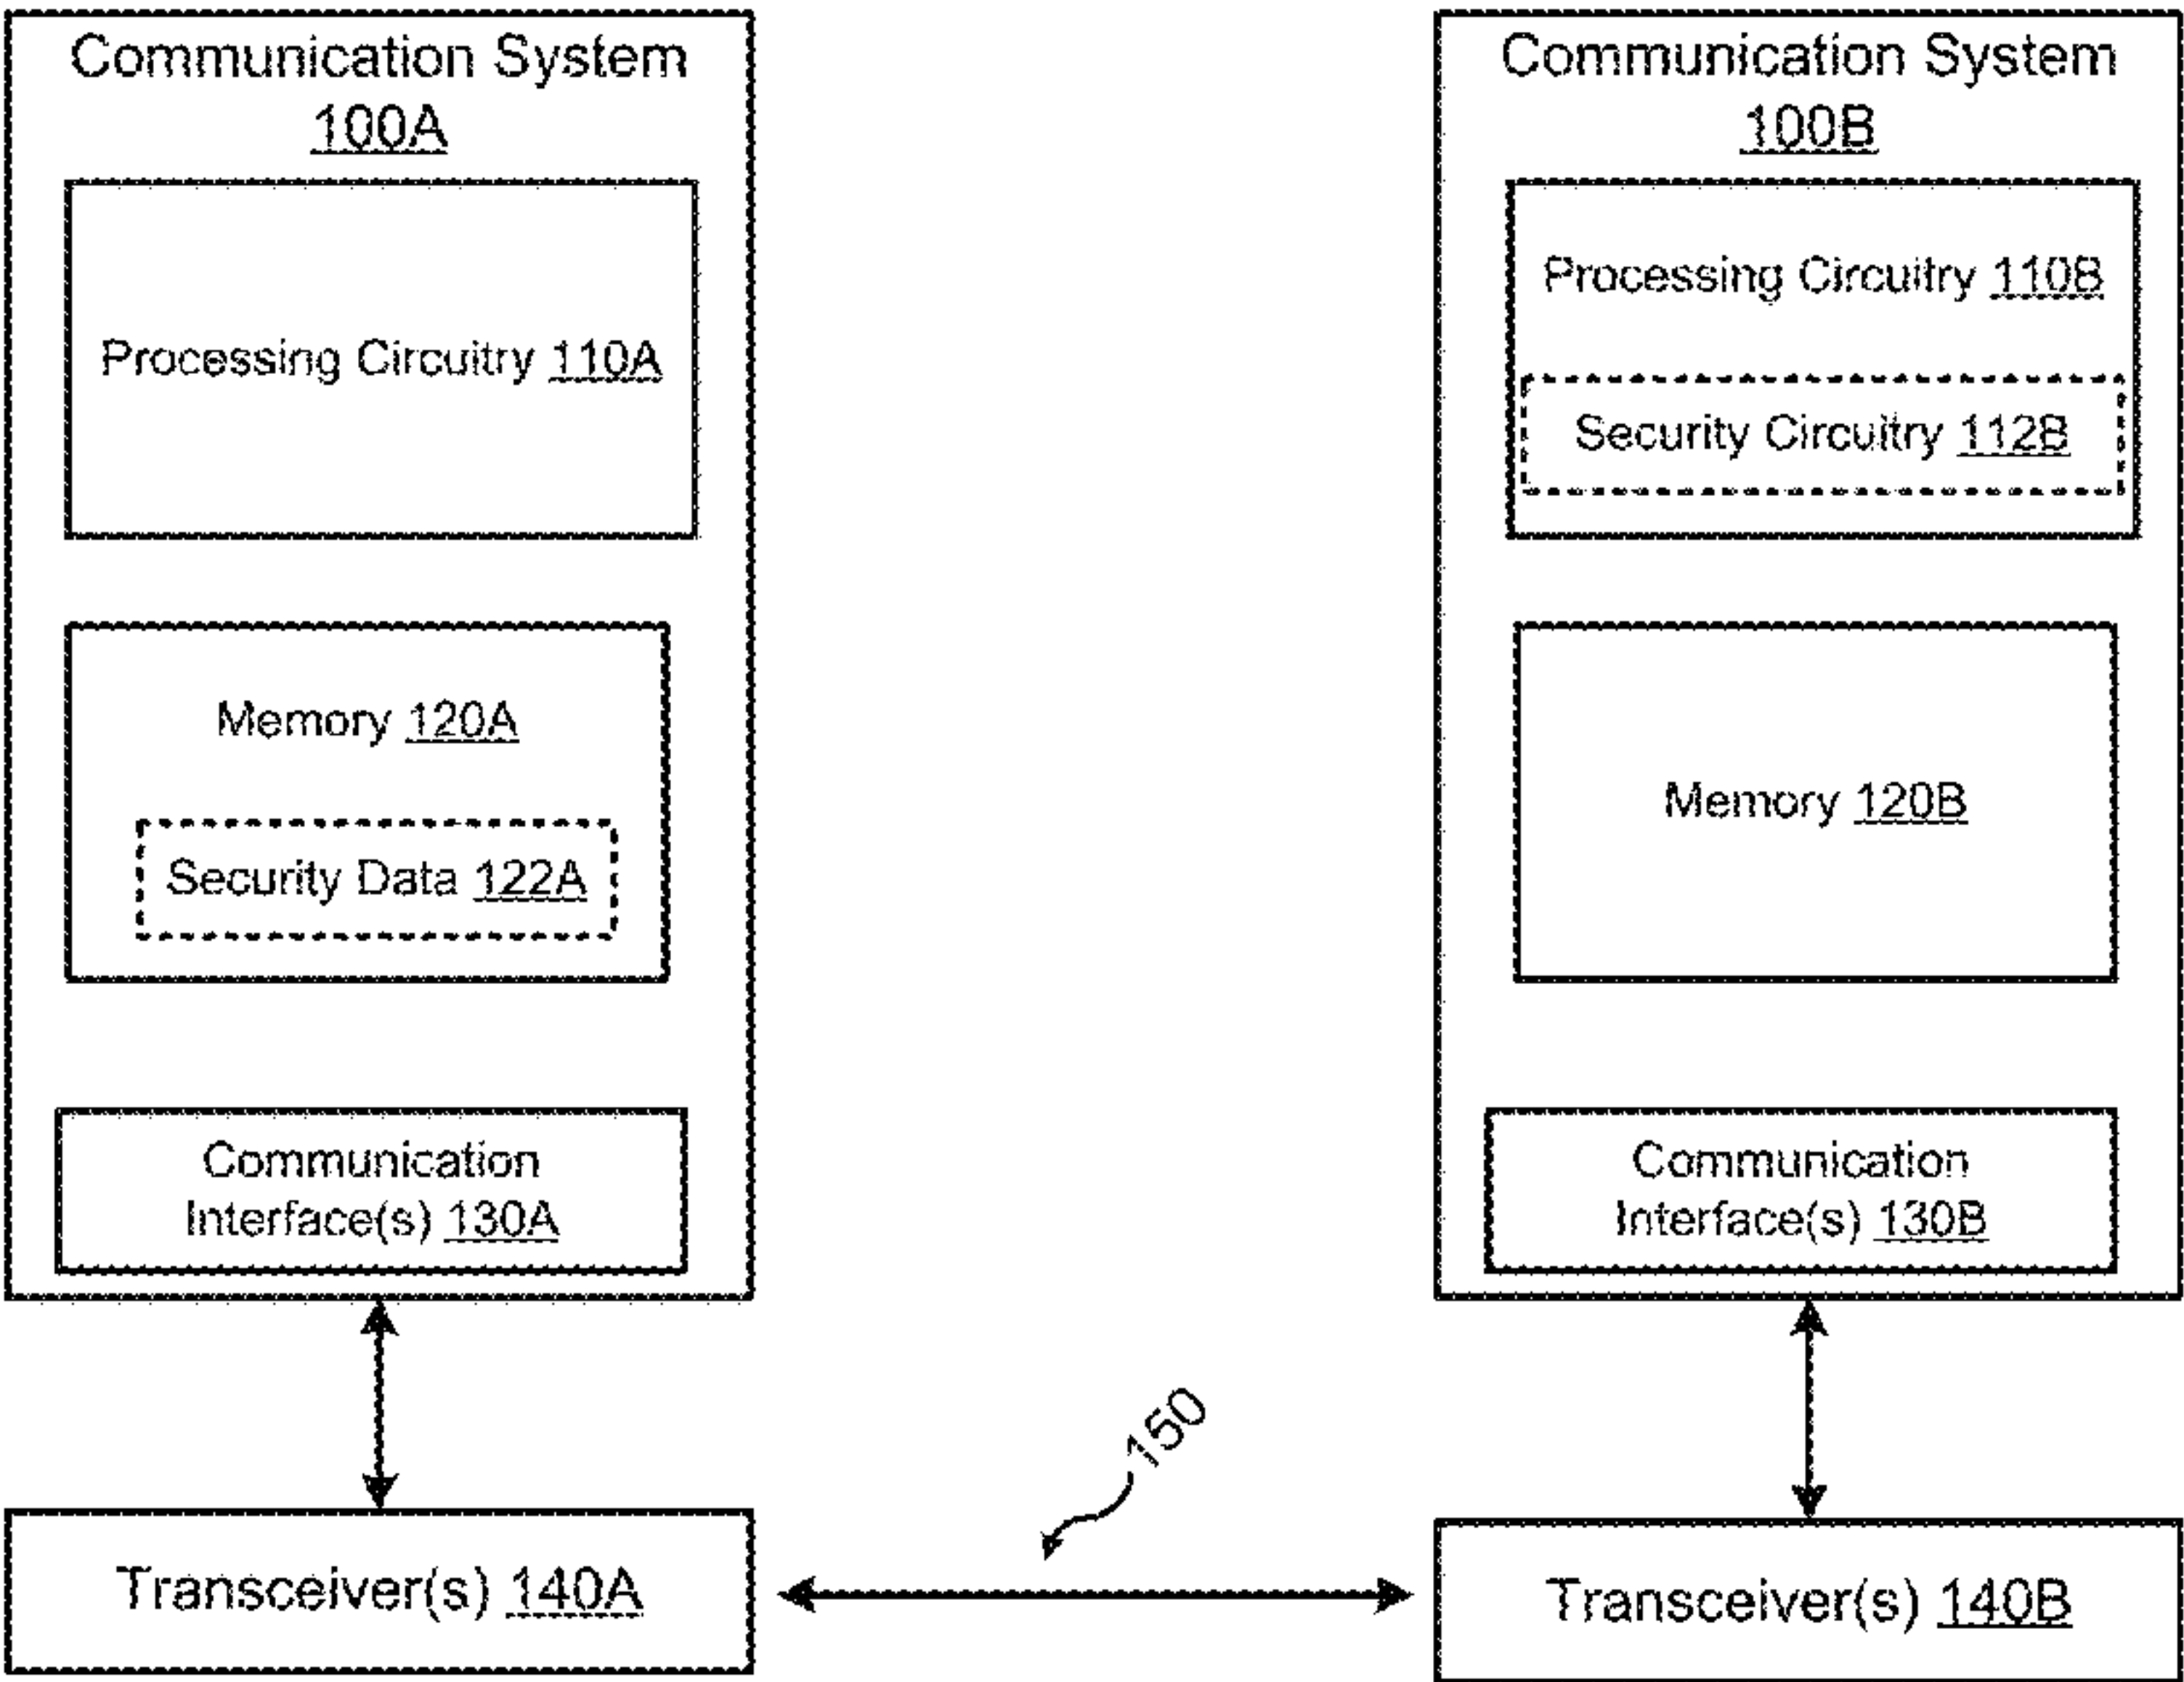 Communication System
100A
Processing Circuitry 110A
Memory 120A
Security Data 122A
Communication
Interface(s) 130A
Transceiver(s) 140A
150
Communication System
100B
Processing Circuitry 110B
Security Circuitry 112B
Memory 120B
Communication
Interface(s) 130B
Transceiver(s) 140B